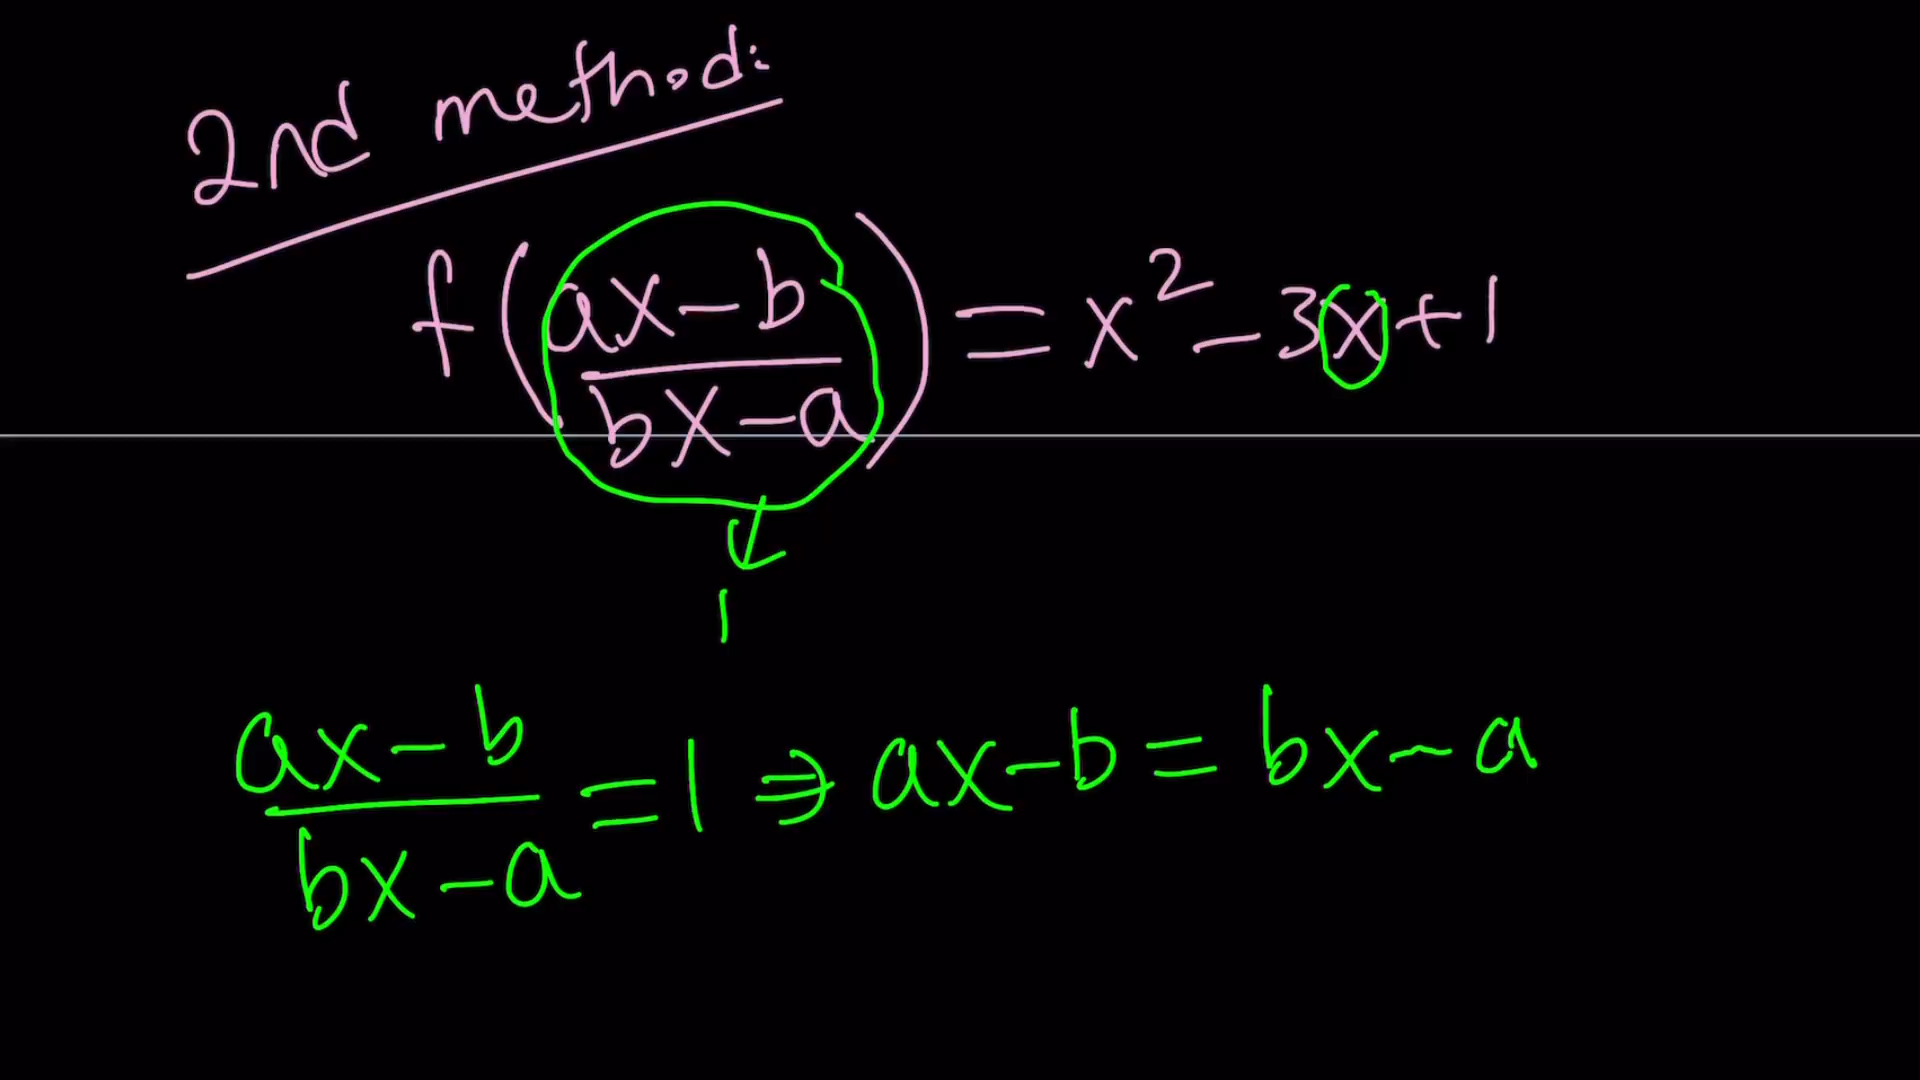 2nd method:
f((ax-b)/(bx-a)) = x² - 3x + 1
↓
1
(ax-b)/(bx-a) = 1 ⇒ ax-b = bx-a